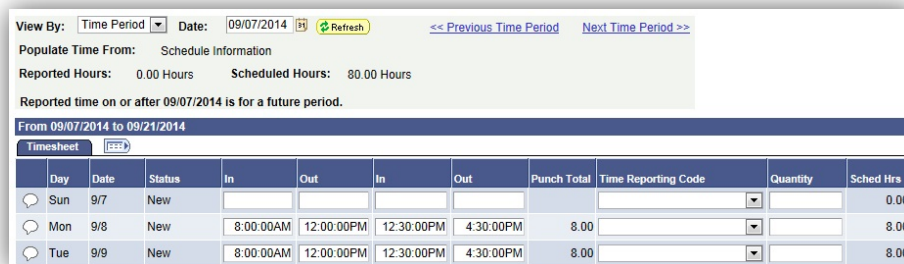 View By: Time Period Date: 09/07/2014 31 Refresh << Previous Time Period Next Time Period >>
Populate Time From: Schedule Information
Reported Hours: 0.00 Hours Scheduled Hours: 80.00 Hours
Reported time on or after 09/07/2014 is for a future period.
From 09/07/2014 to 09/21/2014
Timesheet
Day Date Status In Out In Out Punch Total Time Reporting Code Quantity Sched Hrs
Sun 9/7 New 0.00
Mon 9/8 New 8:00:00AM 12:00:00PM 12:30:00PM 4:30:00PM 8.00 8.00
Tue 9/9 New 8:00:00AM 12:00:00PM 12:30:00PM 4:30:00PM 8.00 8.00